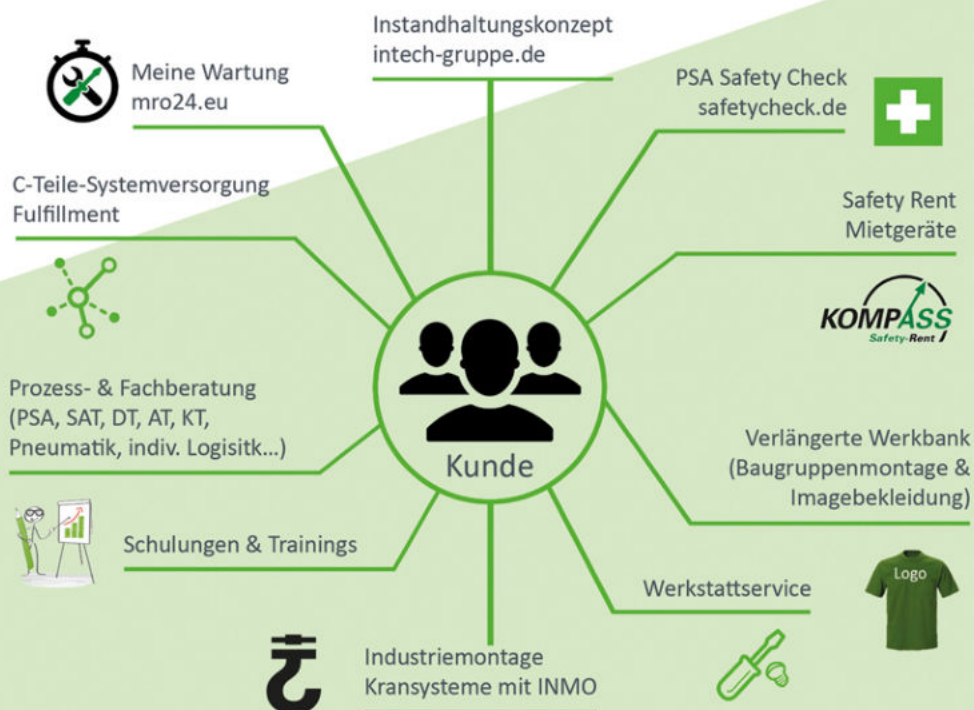 Instandhaltungskonzept
intech-gruppe.de
Meine Wartung
mro24.eu
PSA Safety Check
safetycheck.de
C-Teile-Systemversorgung
Fulfillment
Safety Rent
Mietgeräte
KOMPASS
Safety-Rent
Prozess- & Fachberatung
(PSA, SAT, DT, AT, KT,
Pneumatik, indiv. Logisitk...)
Kunde
Verlängerte Werkbank
(Baugruppenmontage &
Imagebekleidung)
Schulungen & Trainings
Logo
Werkstattservice
Industriemontage
Kransysteme mit INMO